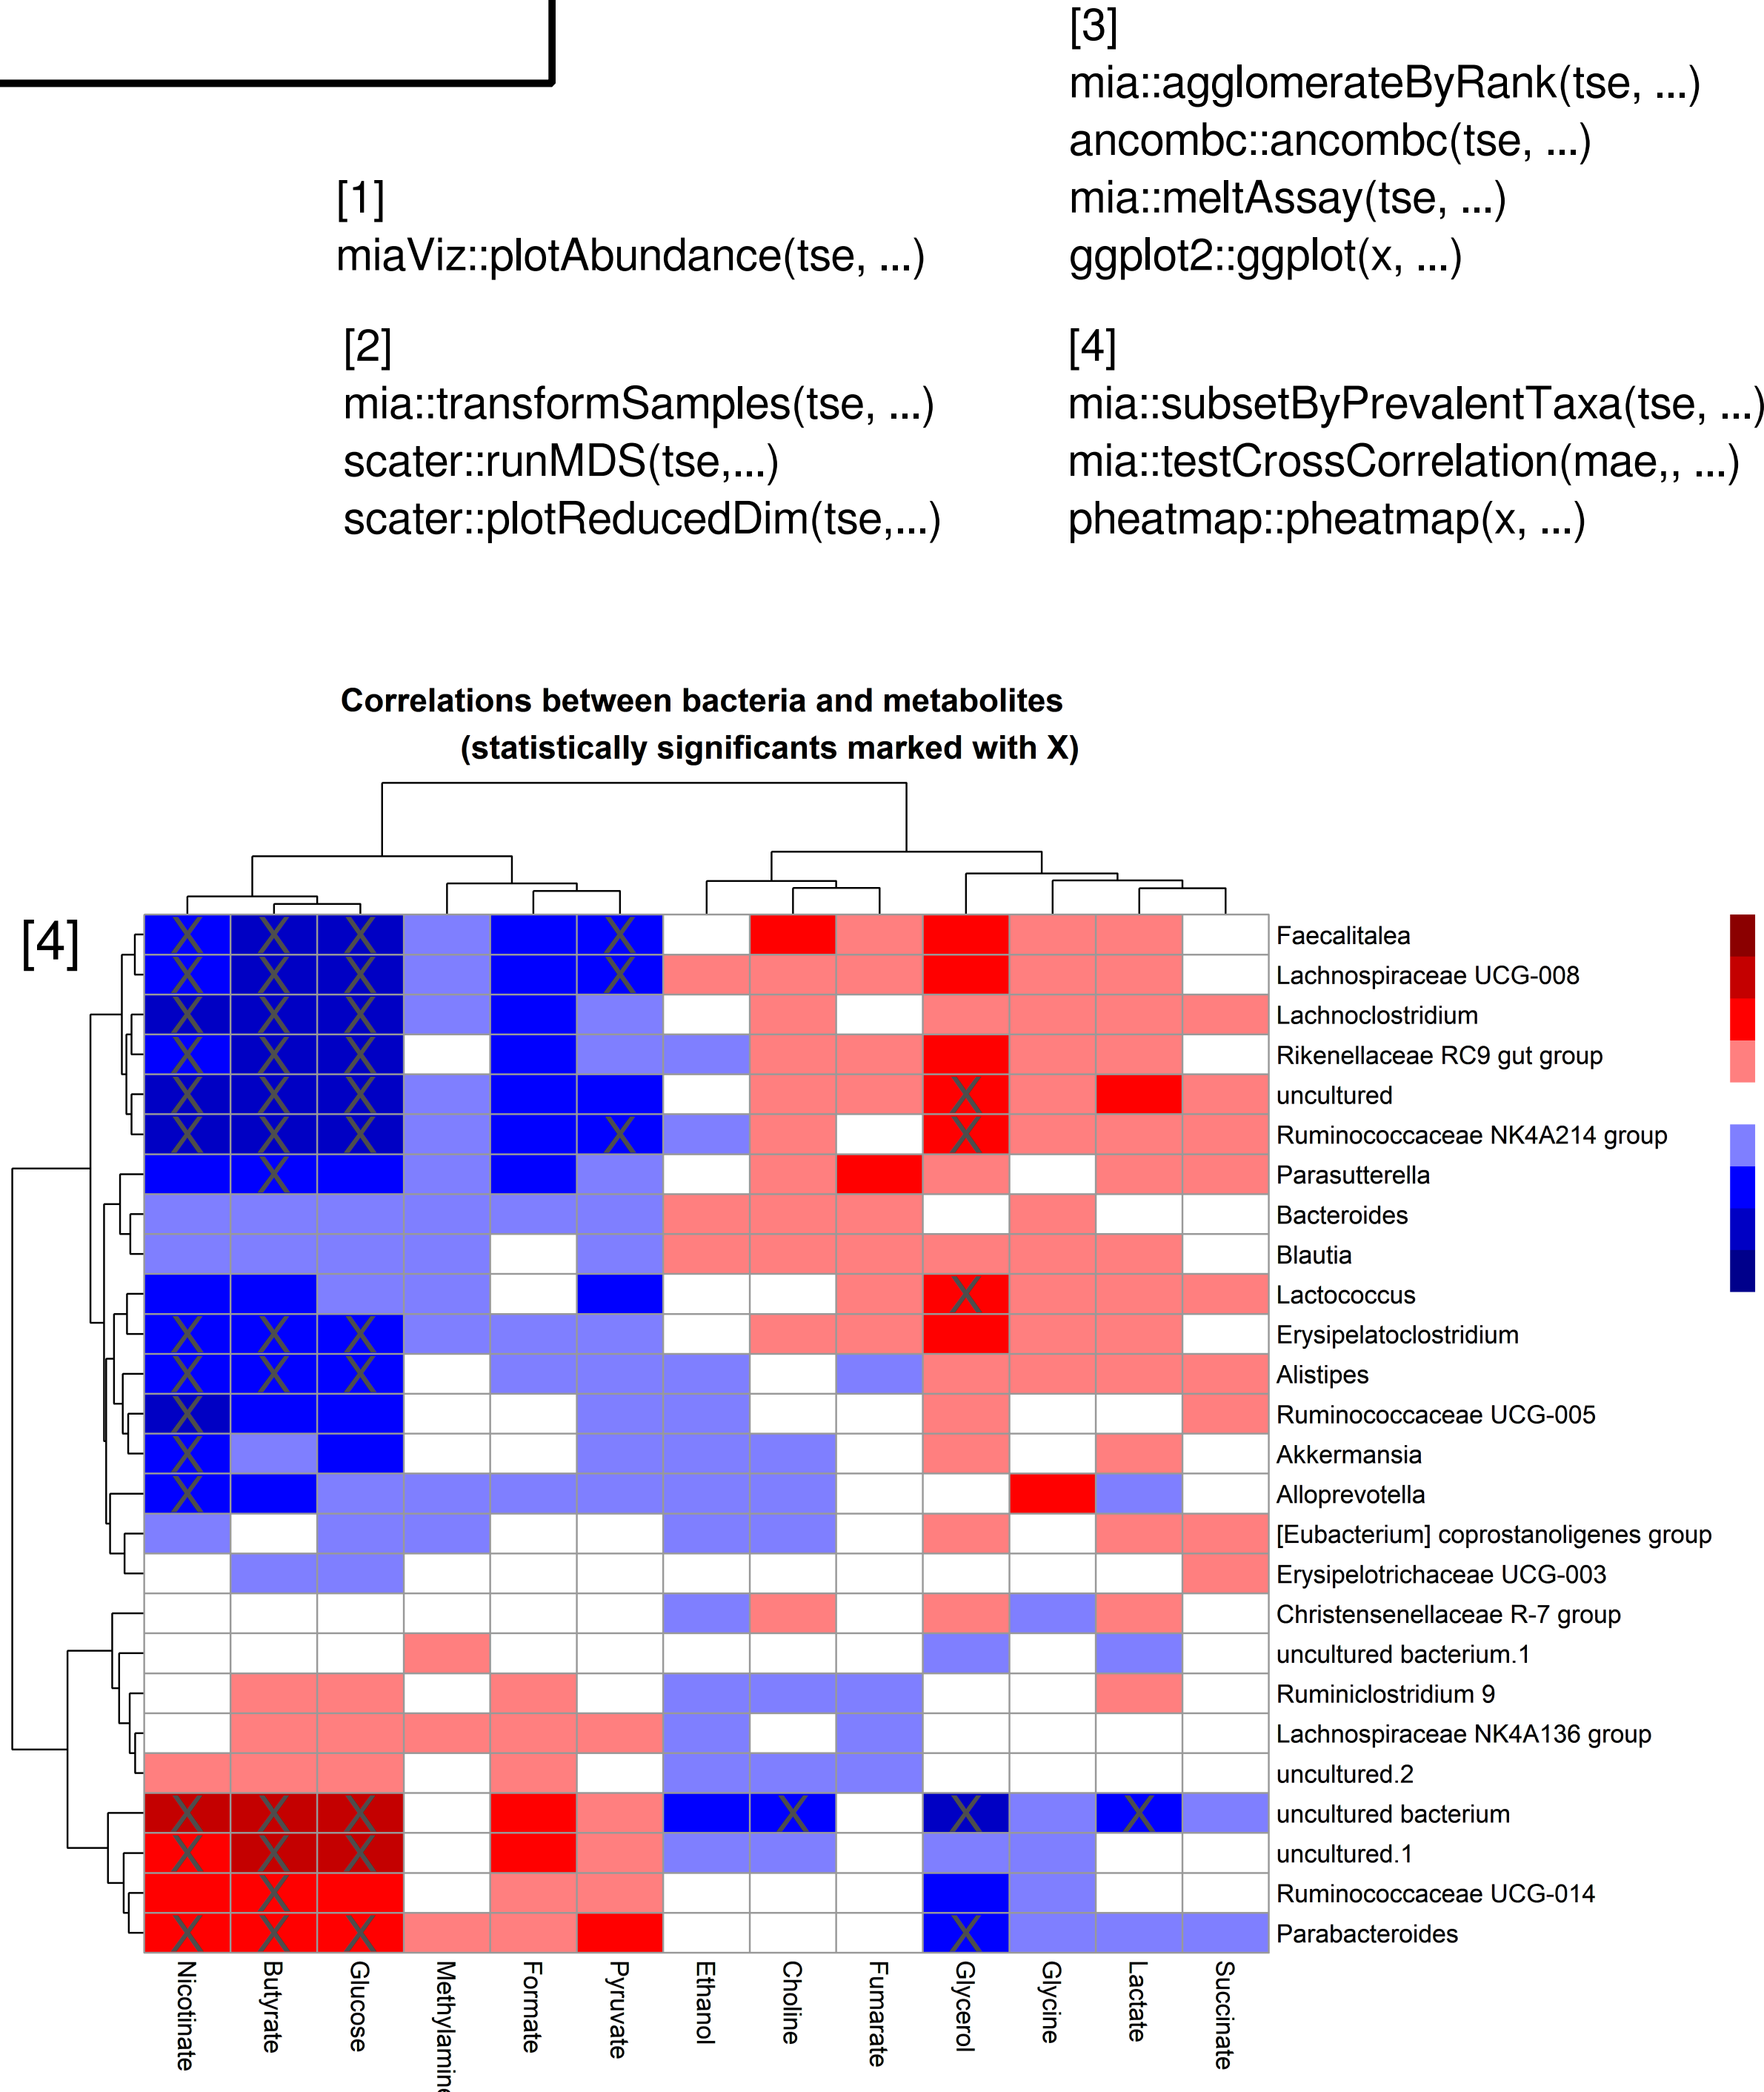 [1]
miaViz::plotAbundance(tse, ...)
[2]
mia::transformSamples(tse, ...)
scater::runMDS(tse,...)
scater::plotReducedDim(tse,...)
[3]
mia::agglomerateByRank(tse, ...)
ancombc::ancombc(tse, ...)
mia::meltAssay(tse, ...)
ggplot2::ggplot(x, ...)
[4]
mia::subsetByPrevalentTaxa(tse, ...)
mia::testCrossCorrelation(mae,, ...)
pheatmap::pheatmap(x, ...)
Correlations between bacteria and metabolites
(statistically significants marked with X)
[4]
X X X X
Faecalitalea
X X X X
Lachnospiraceae UCG-008
X X X
Lachnoclostridium
X X X
Rikenellaceae RC9 gut group
X X X X
uncultured
X X X X X
Ruminococcaceae NK4A214 group
X
Parasutterella
Bacteroides
Blautia
X
Lactococcus
X X X
Erysipelatoclostridium
X X X
Alistipes
X
Ruminococcaceae UCG-005
X
Akkermansia
X
Alloprevotella
[Eubacterium] coprostanoligenes group
Erysipelotrichaceae UCG-003
Christensenellaceae R-7 group
uncultured bacterium.1
Ruminiclostridium 9
Lachnospiraceae NK4A136 group
uncultured.2
X X X X X X
uncultured bacterium
X X X
uncultured.1
X
Ruminococcaceae UCG-014
X X X X
Parabacteroides
Nicotinate
Butyrate
Glucose
Methylamine
Formate
Pyruvate
Ethanol
Choline
Fumarate
Glycerol
Glycine
Lactate
Succinate